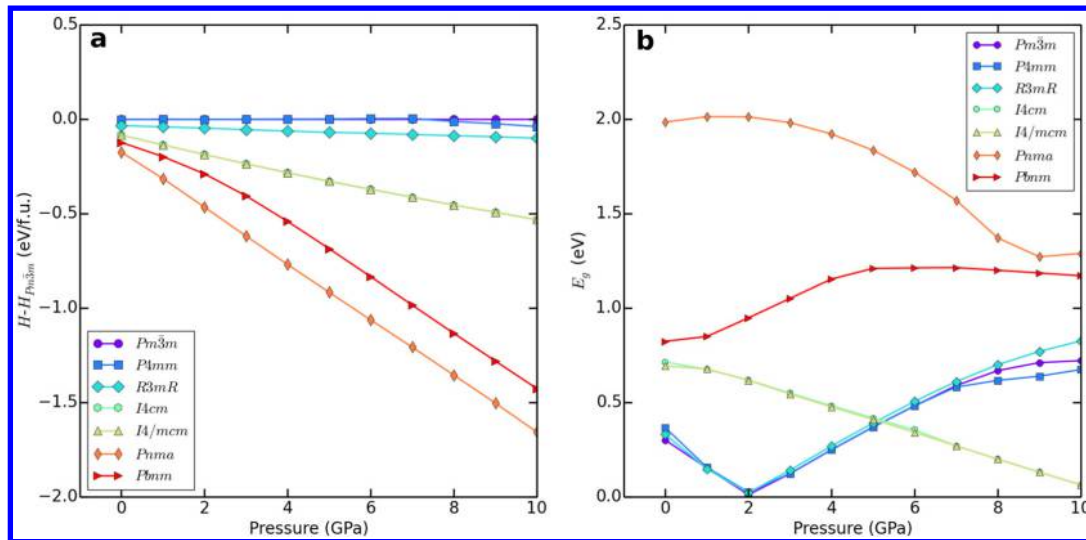 a
0.5
0.0
−0.5
−1.0
−1.5
−2.0
H-H_{Pm3̄m} (eV/f.u.)
Pm3̄m
P4mm
R3mR
I4cm
I4/mcm
Pnma
Pbnm
0 2 4 6 8 10
Pressure (GPa)
b
2.5
2.0
1.5
1.0
0.5
0.0
E_g (eV)
Pm3̄m
P4mm
R3mR
I4cm
I4/mcm
Pnma
Pbnm
0 2 4 6 8 10
Pressure (GPa)